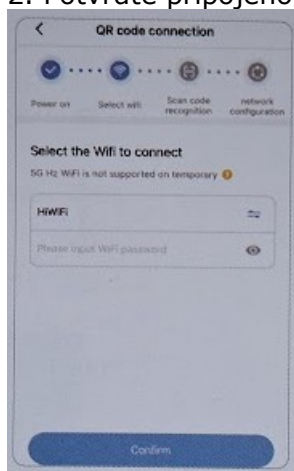 2. Potvrďte připojeno
QR code connection
Power on
Select wifi
Scan code recognition
network configuration
Select the Wifi to connect
5G Hz WiFi is not supported on temporary
HiWiFi
Please input WiFi password
Confirm